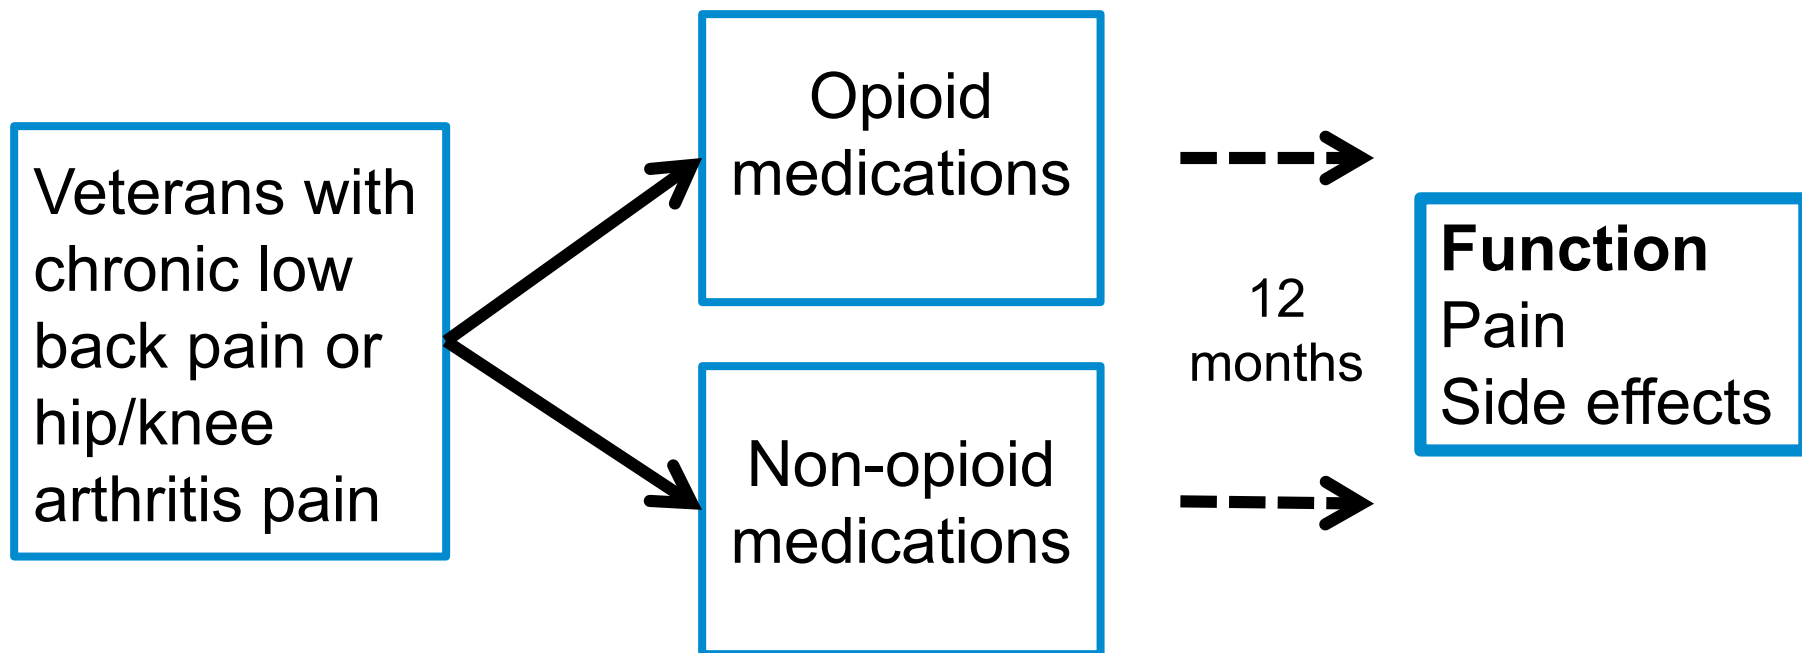 Veterans with
chronic low
back pain or
hip/knee
arthritis pain
Opioid
medications
Non-opioid
medications
12
months
Function
Pain
Side effects